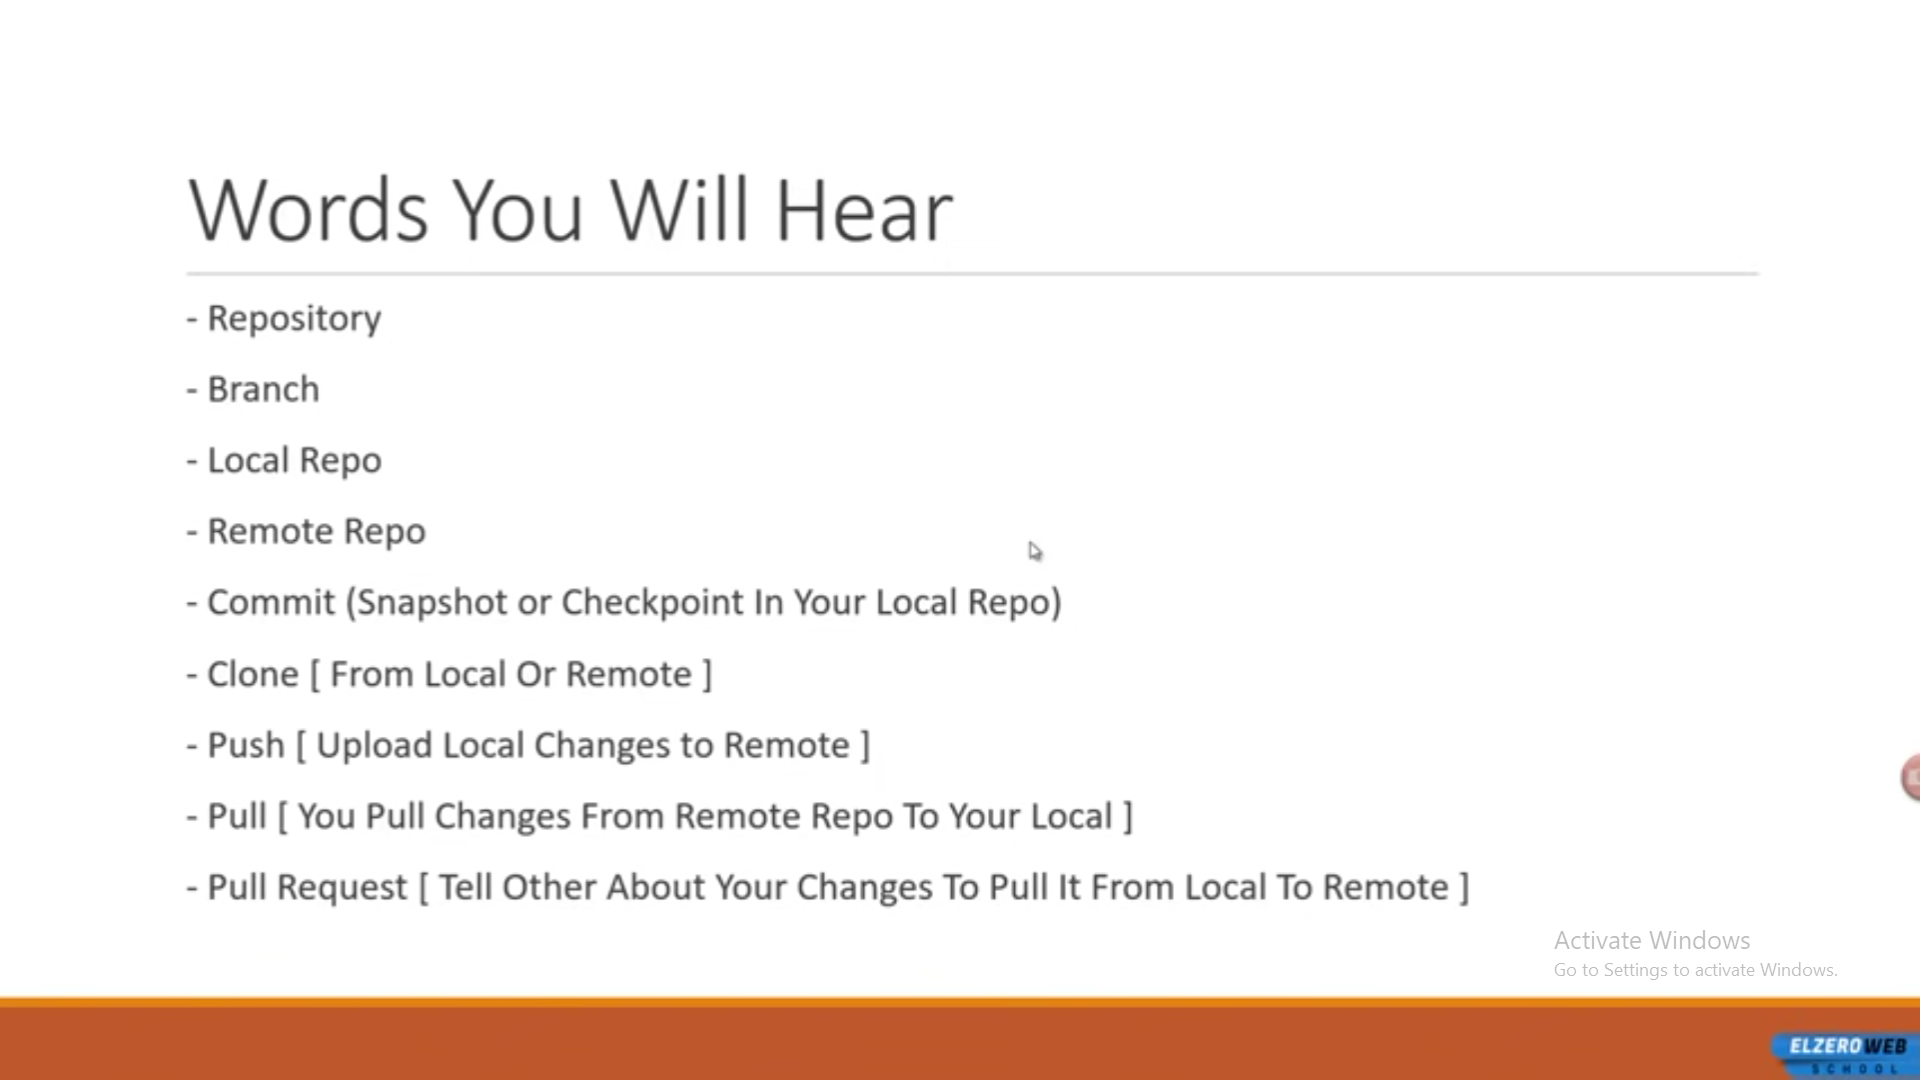 Words You Will Hear
- Repository
- Branch
- Local Repo
- Remote Repo
- Commit (Snapshot or Checkpoint In Your Local Repo)
- Clone [ From Local Or Remote ]
- Push [ Upload Local Changes to Remote ]
- Pull [ You Pull Changes From Remote Repo To Your Local ]
- Pull Request [ Tell Other About Your Changes To Pull It From Local To Remote ]
Activate Windows
Go to Settings to activate Windows.
ELZERO WEB
SCHOOL